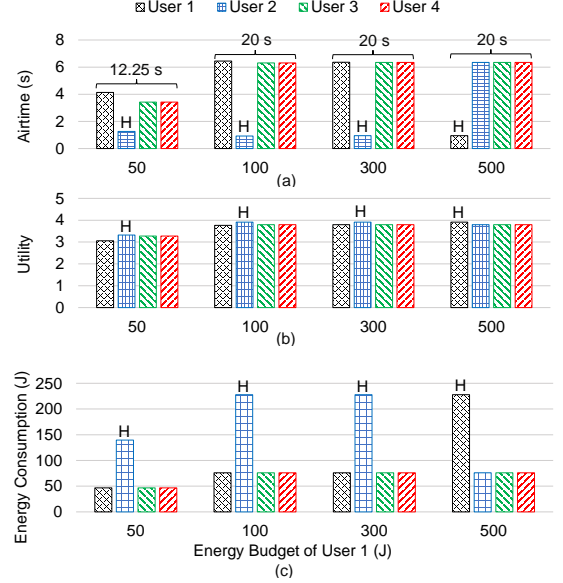 User 1 User 2 User 3 User 4
Airtime (s)
8
6
4
2
0
12.25 s
20 s
20 s
20 s
H
H
H
H
50 100 300 500
(a)
Utility
5
4
3
2
1
0
H
H
H
H
50 100 300 500
(b)
Energy Consumption (J)
250
200
150
100
50
0
H
H
H
H
50 100 300 500
Energy Budget of User 1 (J)
(c)